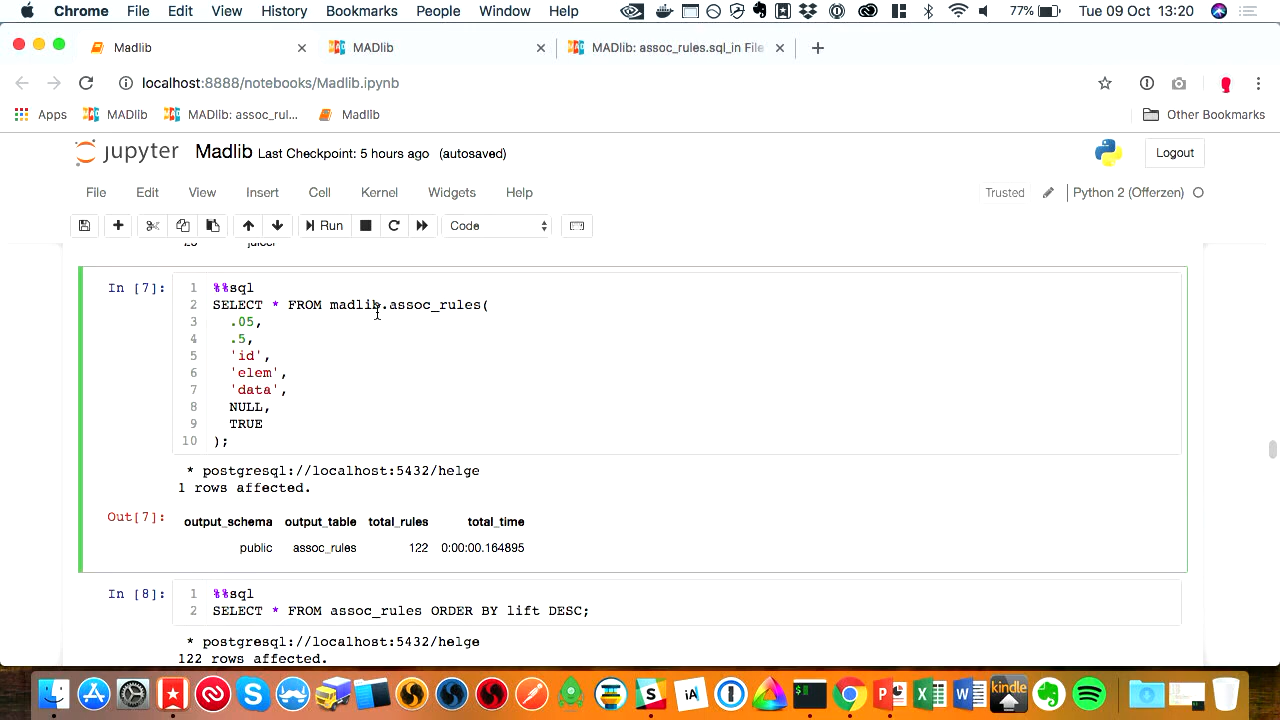 Chrome File Edit View History Bookmarks People Window Help 77% Tue 09 Oct 13:20
Madlib MADlib MADlib: assoc_rules.sql_in File
localhost:8888/notebooks/Madlib.ipynb
Apps MADlib MADlib: assoc_rul... Madlib Other Bookmarks
jupyter Madlib Last Checkpoint: 5 hours ago (autosaved) Logout
File Edit View Insert Cell Kernel Widgets Help Trusted Python 2 (Offerzen)
Run Code
In [7]:
1 %%sql
2 SELECT * FROM madlib.assoc_rules(
3 .05,
4 .5,
5 'id',
6 'elem',
7 'data',
8 NULL,
9 TRUE
10 );
* postgresql://localhost:5432/helge
1 rows affected.
Out[7]:
output_schema output_table total_rules total_time
public assoc_rules 122 0:00:00.164895
In [8]:
1 %%sql
2 SELECT * FROM assoc_rules ORDER BY lift DESC;
* postgresql://localhost:5432/helge
122 rows affected.
iA
kindle